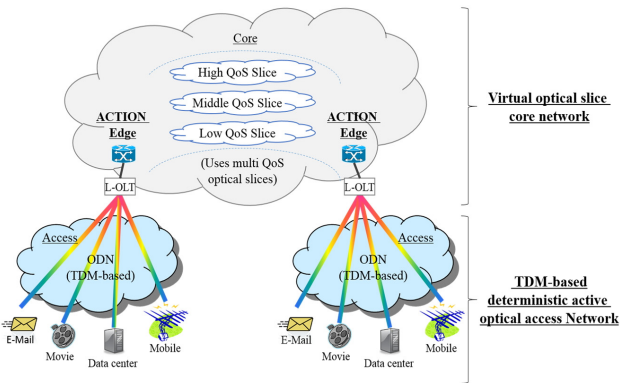 Core
High QoS Slice
Middle QoS Slice
Low QoS Slice
(Uses multi QoS
optical slices)
ACTION
Edge
L-OLT
ACTION
Edge
L-OLT
Virtual optical slice
core network
Access
ODN
(TDM-based)
E-Mail
Movie
Data center
Mobile
Access
ODN
(TDM-based)
E-Mail
Movie
Data center
Mobile
TDM-based
deterministic active
optical access Network